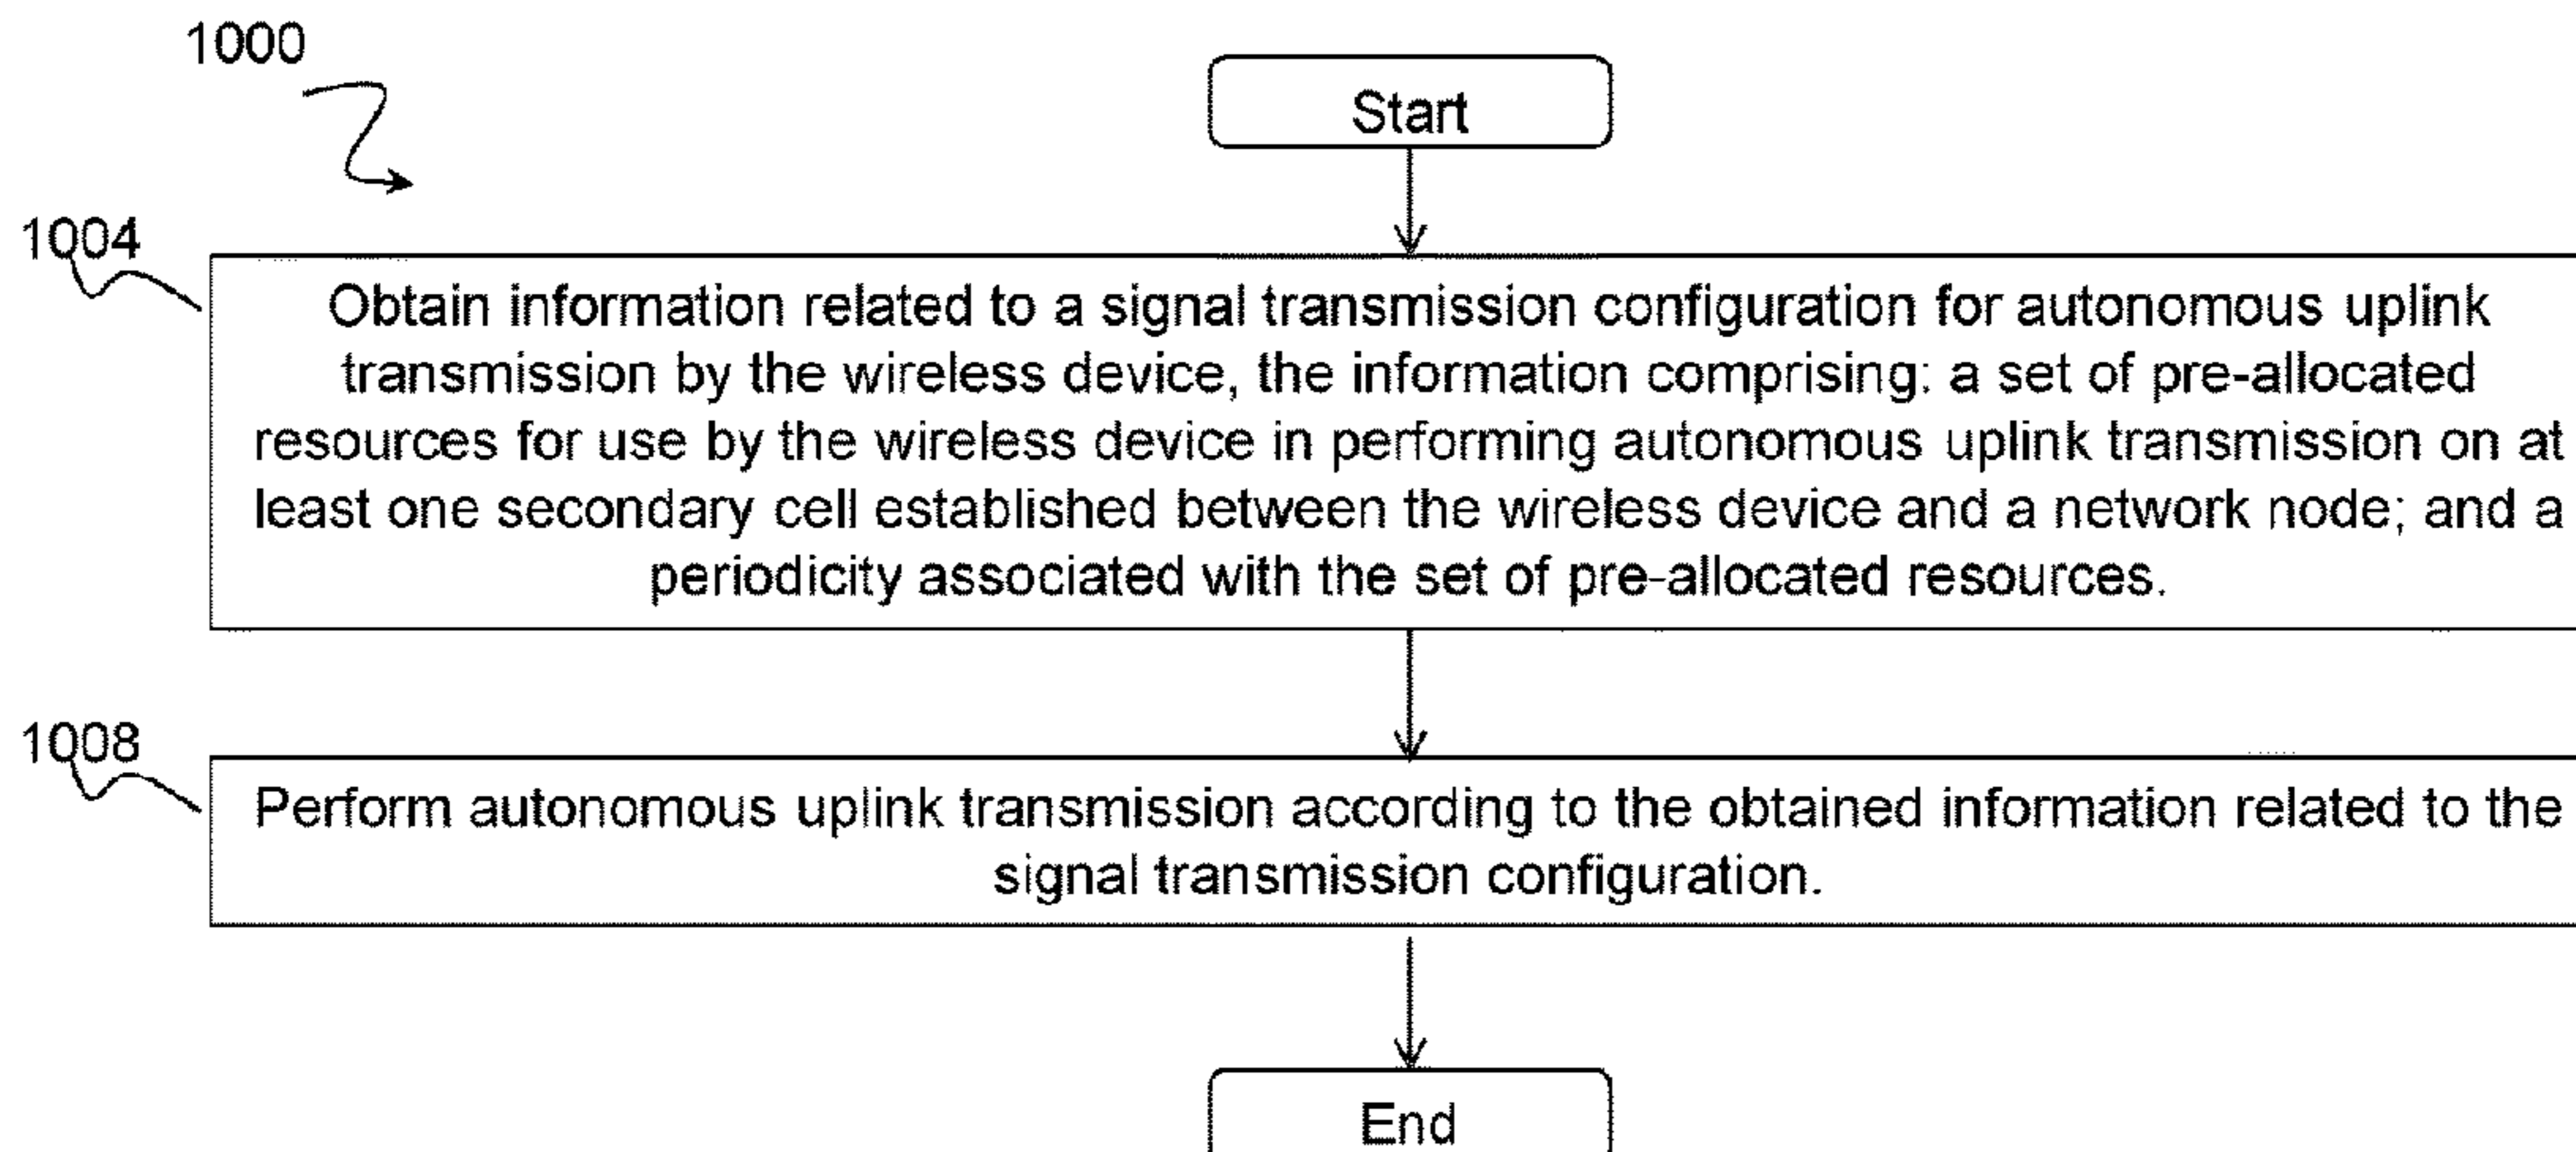 1000
Start
1004
Obtain information related to a signal transmission configuration for autonomous uplink
transmission by the wireless device, the information comprising: a set of pre-allocated
resources for use by the wireless device in performing autonomous uplink transmission on at
least one secondary cell established between the wireless device and a network node; and a
periodicity associated with the set of pre-allocated resources.
1008
Perform autonomous uplink transmission according to the obtained information related to the
signal transmission configuration.
End